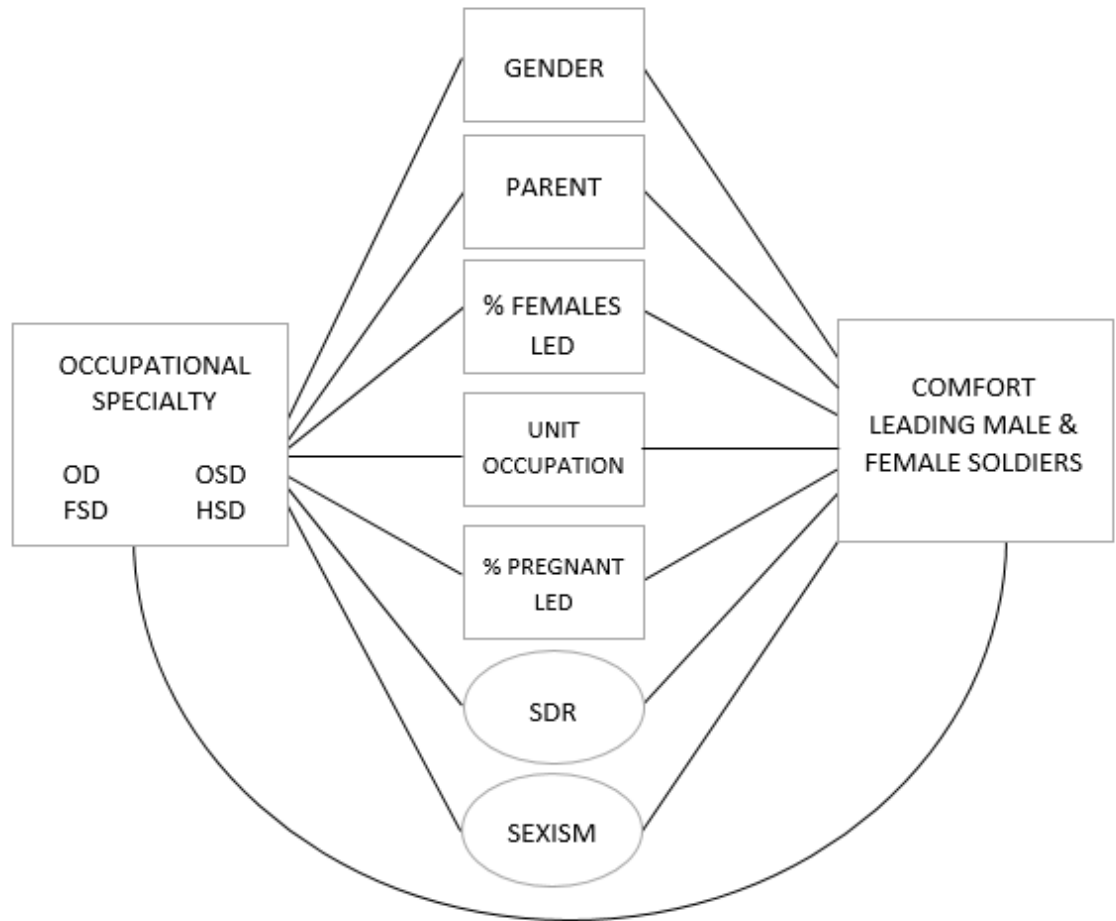 GENDER
PARENT
% FEMALES
LED
OCCUPATIONAL
SPECIALTY
OD OSD
FSD HSD
UNIT
OCCUPATION
% PREGNANT
LED
SDR
SEXISM
COMFORT
LEADING MALE &
FEMALE SOLDIERS